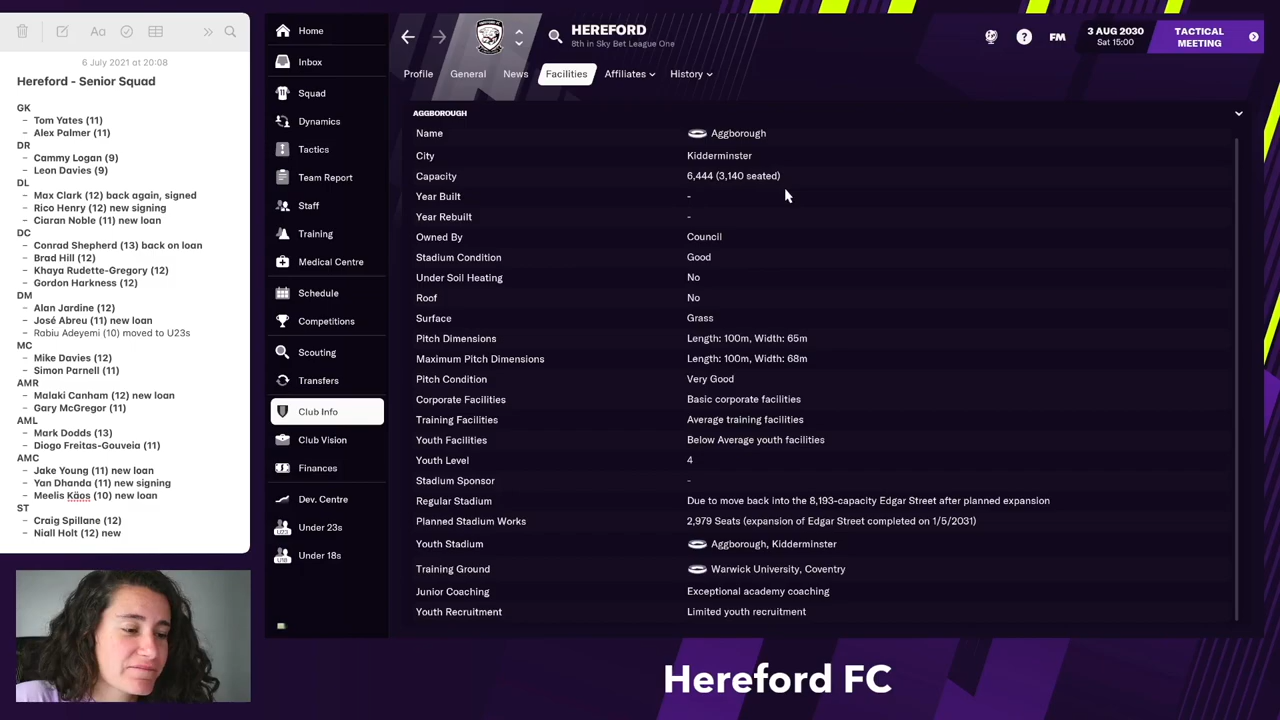 6 July 2021 at 20:08
Hereford - Senior Squad
GK
- Tom Yates (11)
- Alex Palmer (11)
DR
- Cammy Logan (9)
- Leon Davies (9)
DL
- Max Clark (12) back again, signed
- Rico Henry (12) new signing
- Ciaran Noble (11) new loan
DC
- Conrad Shepherd (13) back on loan
- Brad Hill (12)
- Khaya Rudette-Gregory (12)
- Gordon Harkness (12)
DM
- Alan Jardine (12)
- José Abreu (11) new loan
- Rabiu Adeyemi (10) moved to U23s
MC
- Mike Davies (12)
- Simon Parnell (11)
AMR
- Malaki Canham (12) new loan
- Gary McGregor (11)
AML
- Mark Dodds (13)
- Diogo Freitas-Gouveia (11)
AMC
- Jake Young (11) new loan
- Yan Dhanda (11) new signing
- Meelis Käos (10) new loan
ST
- Craig Spillane (12)
- Niall Holt (12) new
Home
Inbox
Squad
Dynamics
Tactics
Team Report
Staff
Training
Medical Centre
Schedule
Competitions
Scouting
Transfers
Club Info
Club Vision
Finances
Dev. Centre
Under 23s
Under 18s
HEREFORD
8th in Sky Bet League One
FM
3 AUG 2030
Sat 15:00
TACTICAL
MEETING
Profile General News Facilities Affiliates History
AGGBOROUGH
Name Aggborough
City Kidderminster
Capacity 6,444 (3,140 seated)
Year Built -
Year Rebuilt -
Owned By Council
Stadium Condition Good
Under Soil Heating No
Roof No
Surface Grass
Pitch Dimensions Length: 100m, Width: 65m
Maximum Pitch Dimensions Length: 100m, Width: 68m
Pitch Condition Very Good
Corporate Facilities Basic corporate facilities
Training Facilities Average training facilities
Youth Facilities Below Average youth facilities
Youth Level 4
Stadium Sponsor -
Regular Stadium Due to move back into the 8,193-capacity Edgar Street after planned expansion
Planned Stadium Works 2,979 Seats (expansion of Edgar Street completed on 1/5/2031)
Youth Stadium Aggborough, Kidderminster
Training Ground Warwick University, Coventry
Junior Coaching Exceptional academy coaching
Youth Recruitment Limited youth recruitment
Hereford FC